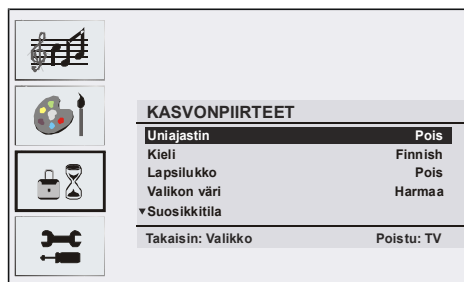 KASVONPIIRTEET
Uniajastin Pois
Kieli Finnish
Lapsilukko Pois
Valikon väri Harmaa
▾Suosikkitila
Takaisin: Valikko Poistu: TV